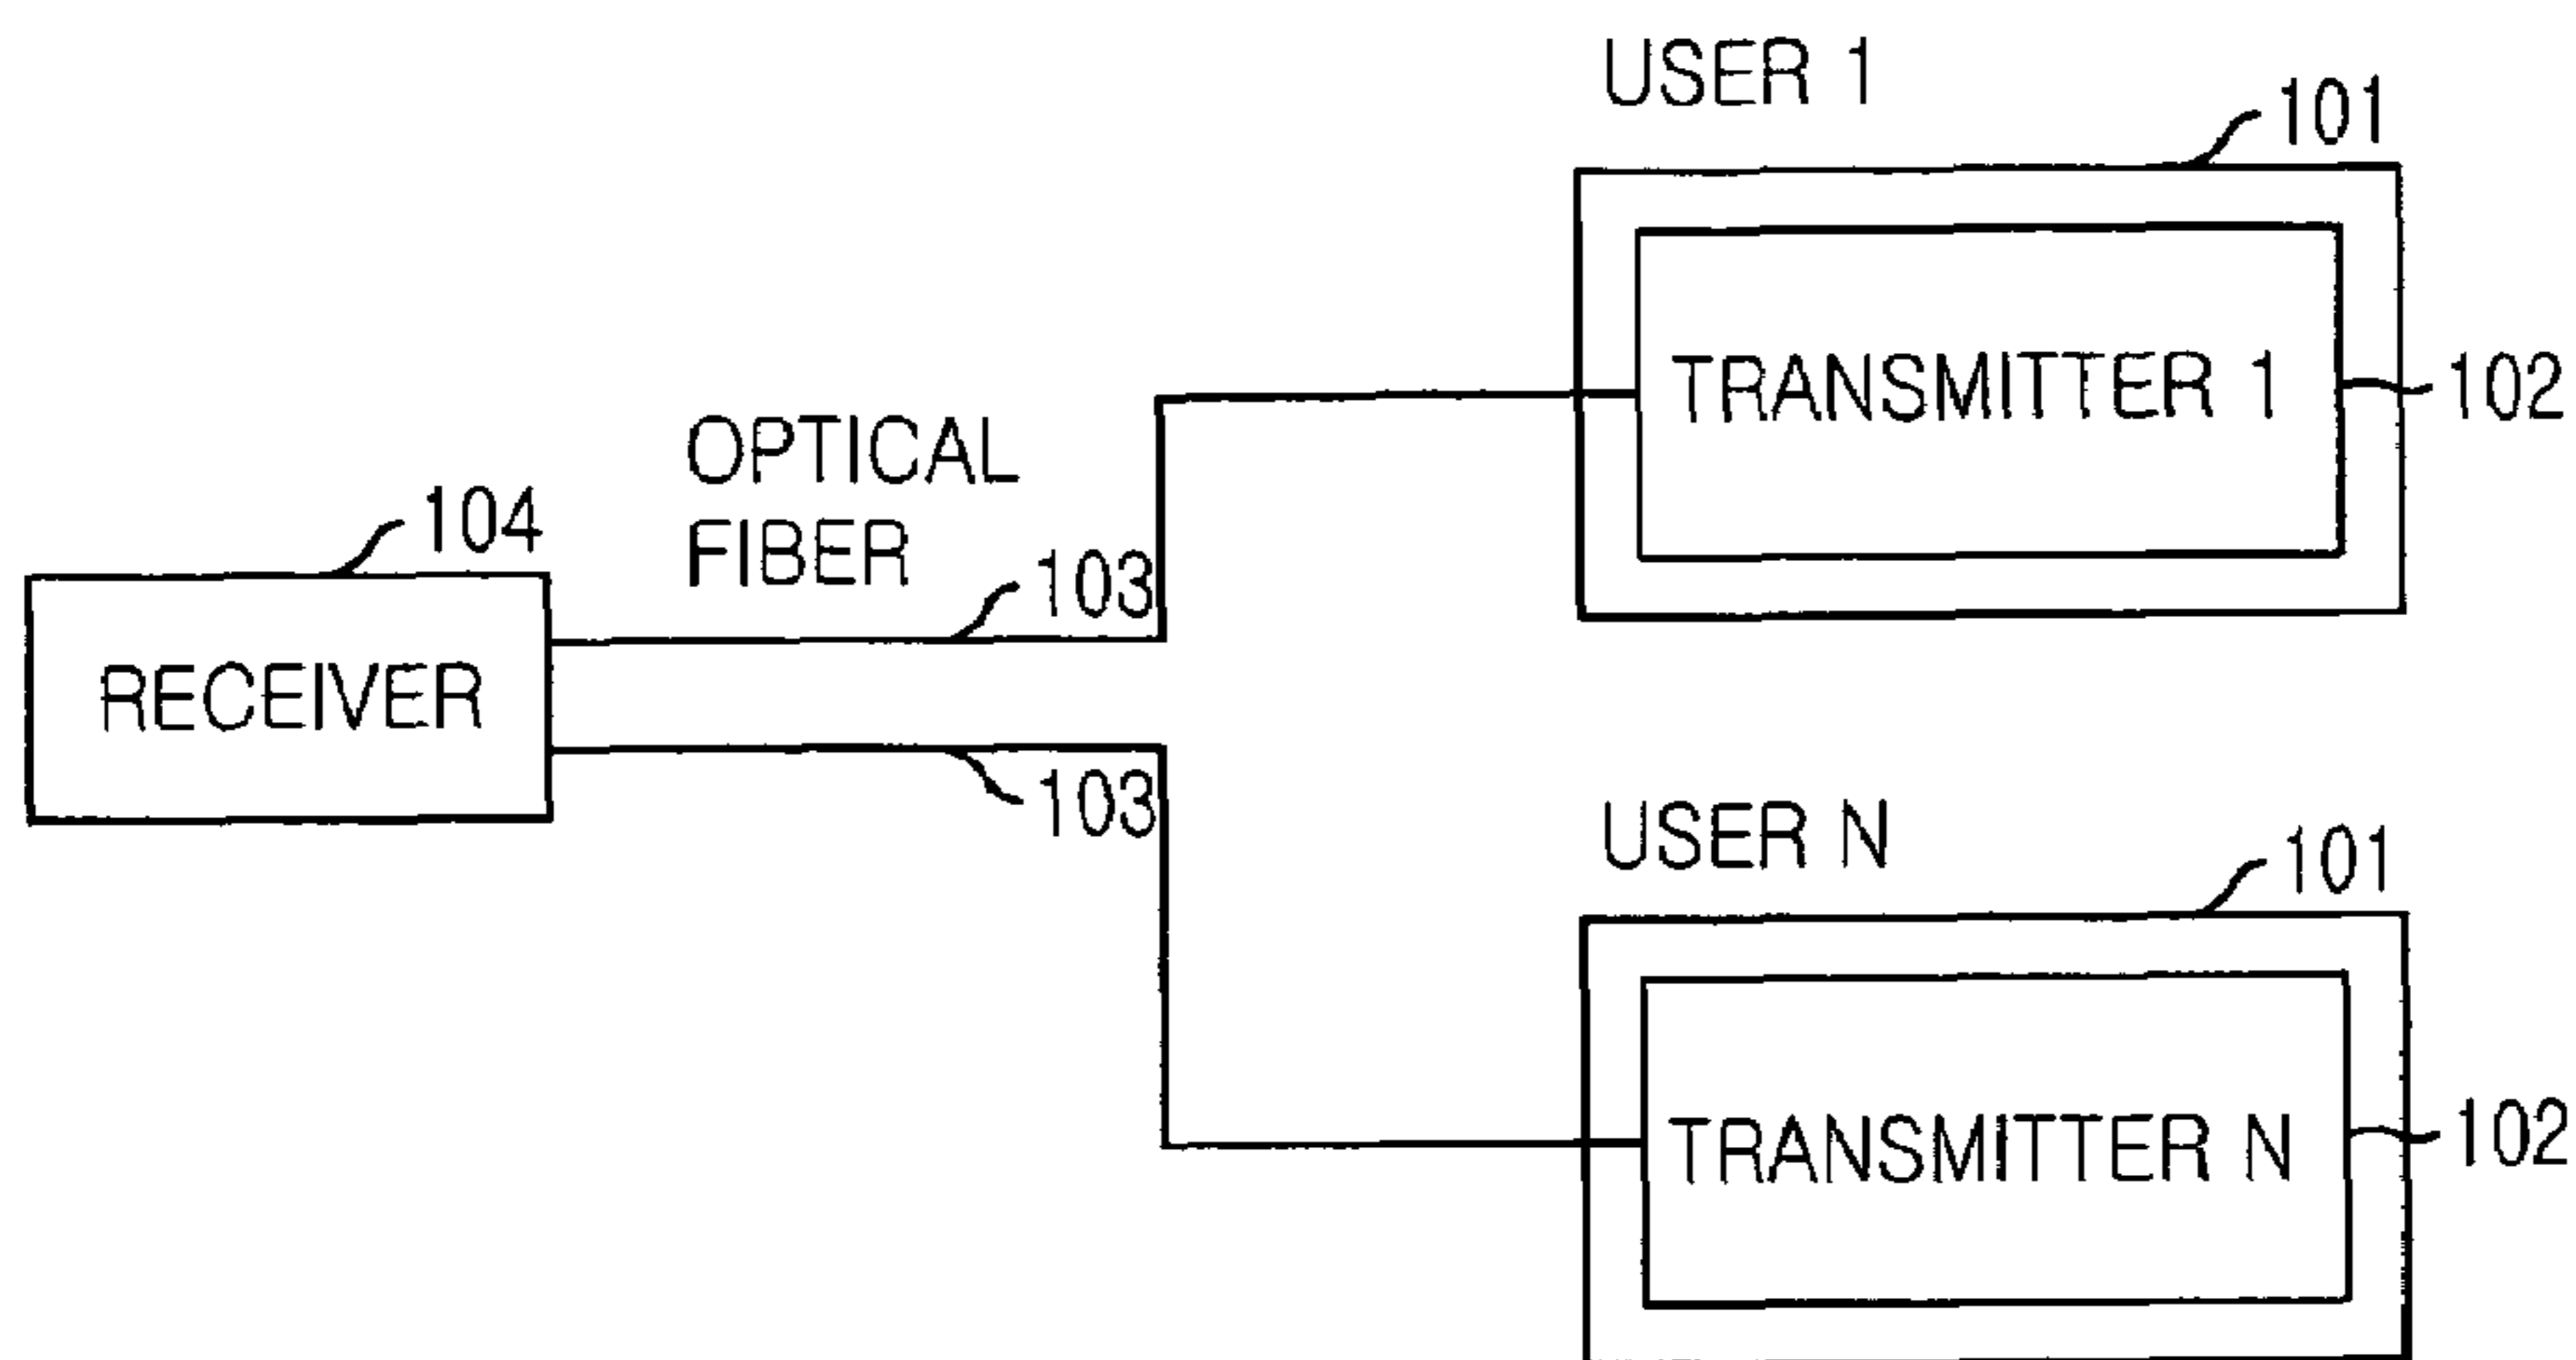 USER 1
101
TRANSMITTER 1
102
OPTICAL
FIBER
104
103
RECEIVER
103
USER N
101
TRANSMITTER N
102